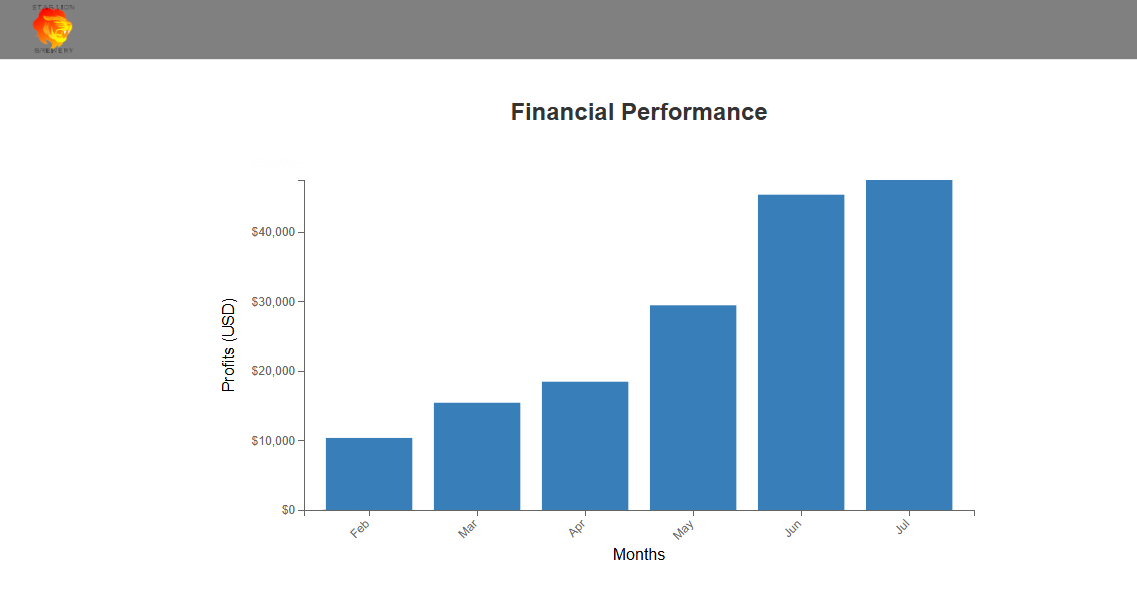 BREWERY
Financial Performance
$40,000
$30,000
$20,000
$10,000
$0
Profits (USD)
Feb
Mar
Apr
May
Jun
Jul
Months